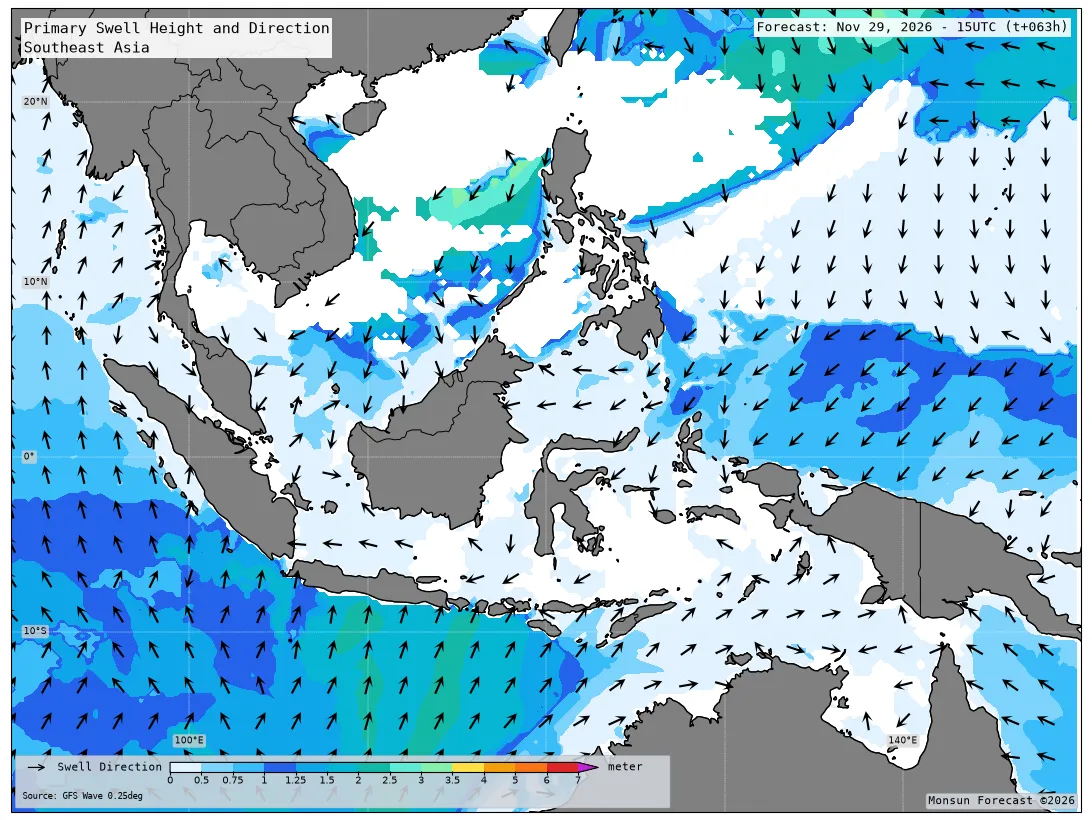 Primary Swell Height and Direction
Southeast Asia
Forecast: Nov 29, 2026 - 15UTC (t+063h)
20°N
10°N
0°
10°S
100°E
140°E
Swell Direction
0 0.5 0.75 1 1.25 1.5 2 2.5 3 3.5 4 5 6 7
meter
Source: GFS Wave 0.25deg
Monsun Forecast ©2026